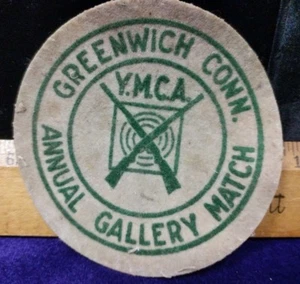 GREENWICH CONN.
Y.M.C.A.
ANNUAL GALLERY MATCH